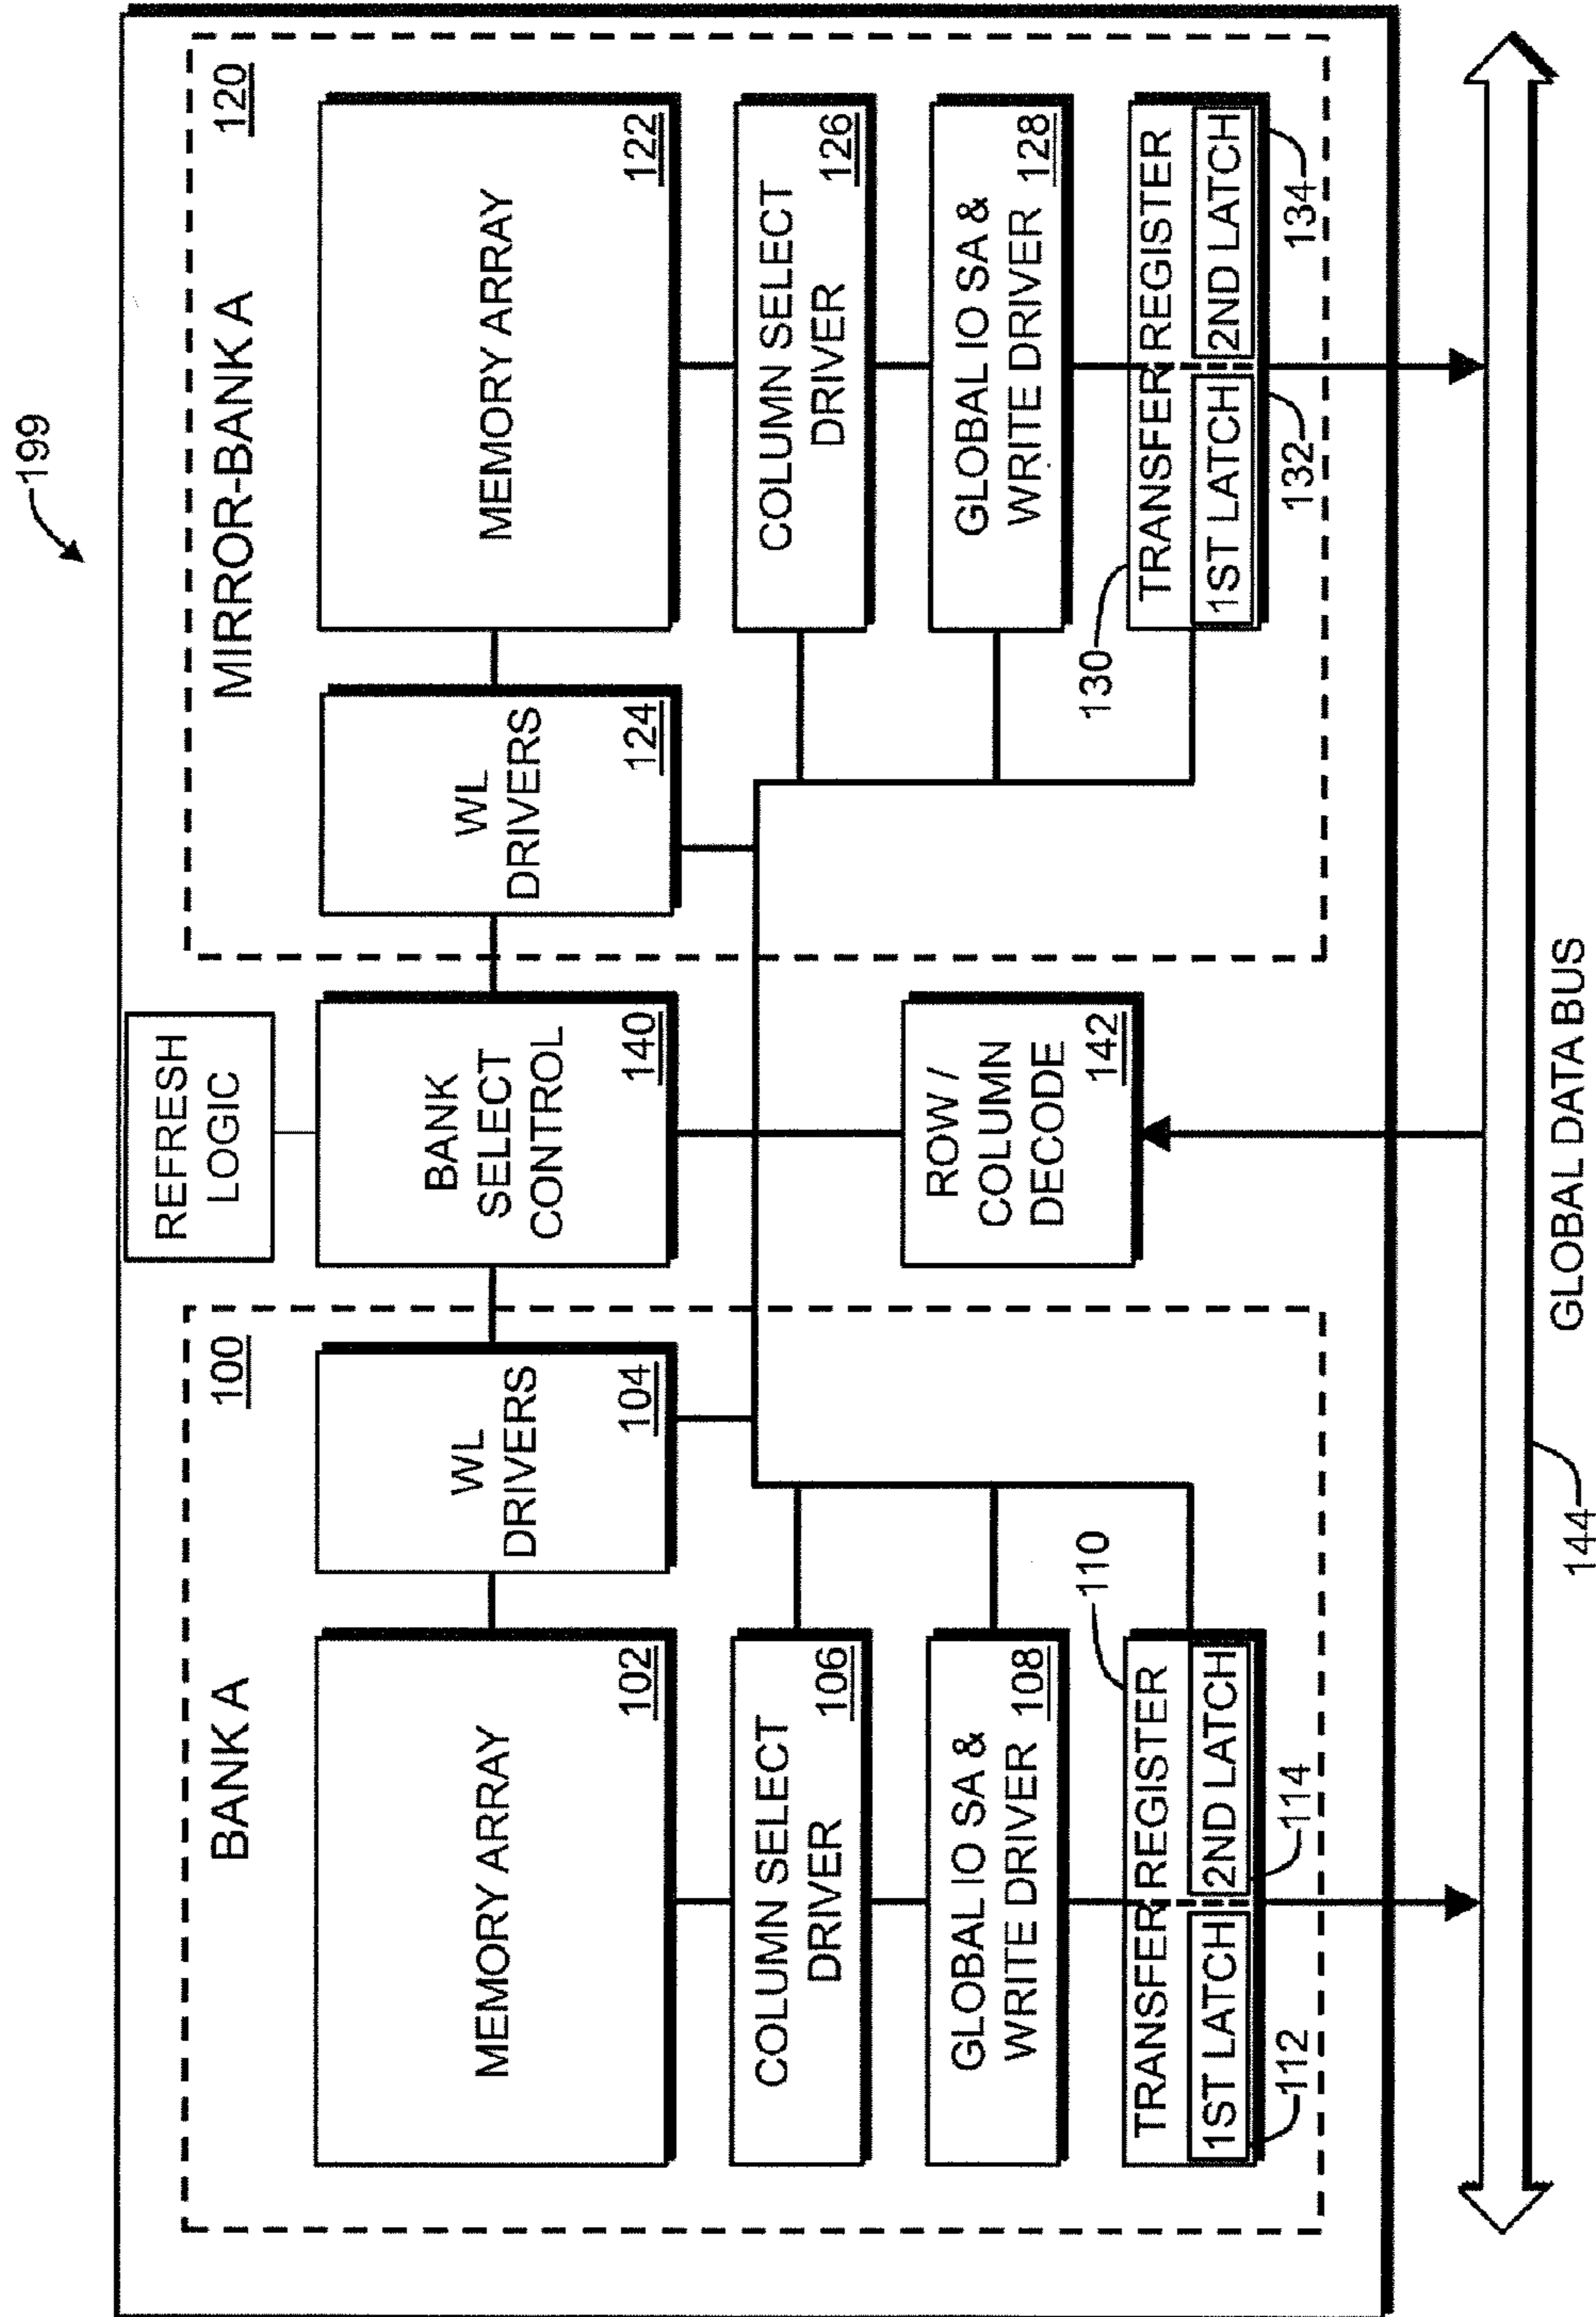 199
REFRESH
LOGIC
BANK A
100
MIRROR-BANK A
120
MEMORY ARRAY
102
WL
DRIVERS
104
BANK
SELECT
CONTROL
140
WL
DRIVERS
124
MEMORY ARRAY
122
COLUMN SELECT
DRIVER
106
COLUMN SELECT
DRIVER
126
GLOBAL IO SA &
WRITE DRIVER
108
ROW /
COLUMN
DECODE
142
GLOBAL IO SA &
WRITE DRIVER
128
110
TRANSFER REGISTER
1ST LATCH
2ND LATCH
112
114
130
TRANSFER REGISTER
1ST LATCH
2ND LATCH
132
134
144
GLOBAL DATA BUS